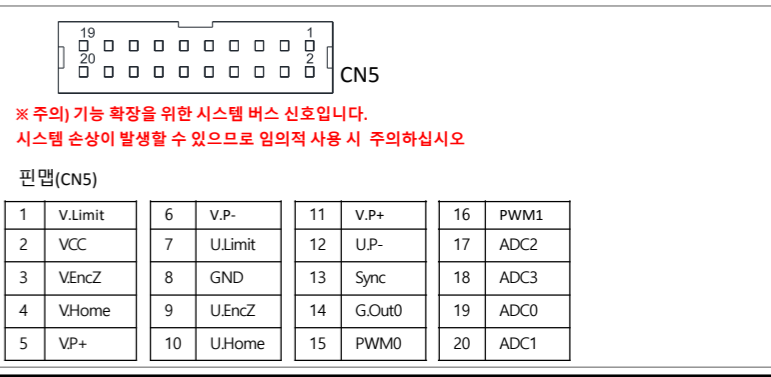 19 1
20 2
CN5
※ 주의) 기능 확장을 위한 시스템 버스 신호입니다.
시스템 손상이 발생할 수 있으므로 임의적 사용 시 주의하십시오
핀맵(CN5)
1 V.Limit 6 V.P- 11 V.P+ 16 PWM1
2 VCC 7 U.Limit 12 U.P- 17 ADC2
3 V.EncZ 8 GND 13 Sync 18 ADC3
4 V.Home 9 U.EncZ 14 G.Out0 19 ADC0
5 V.P+ 10 U.Home 15 PWM0 20 ADC1